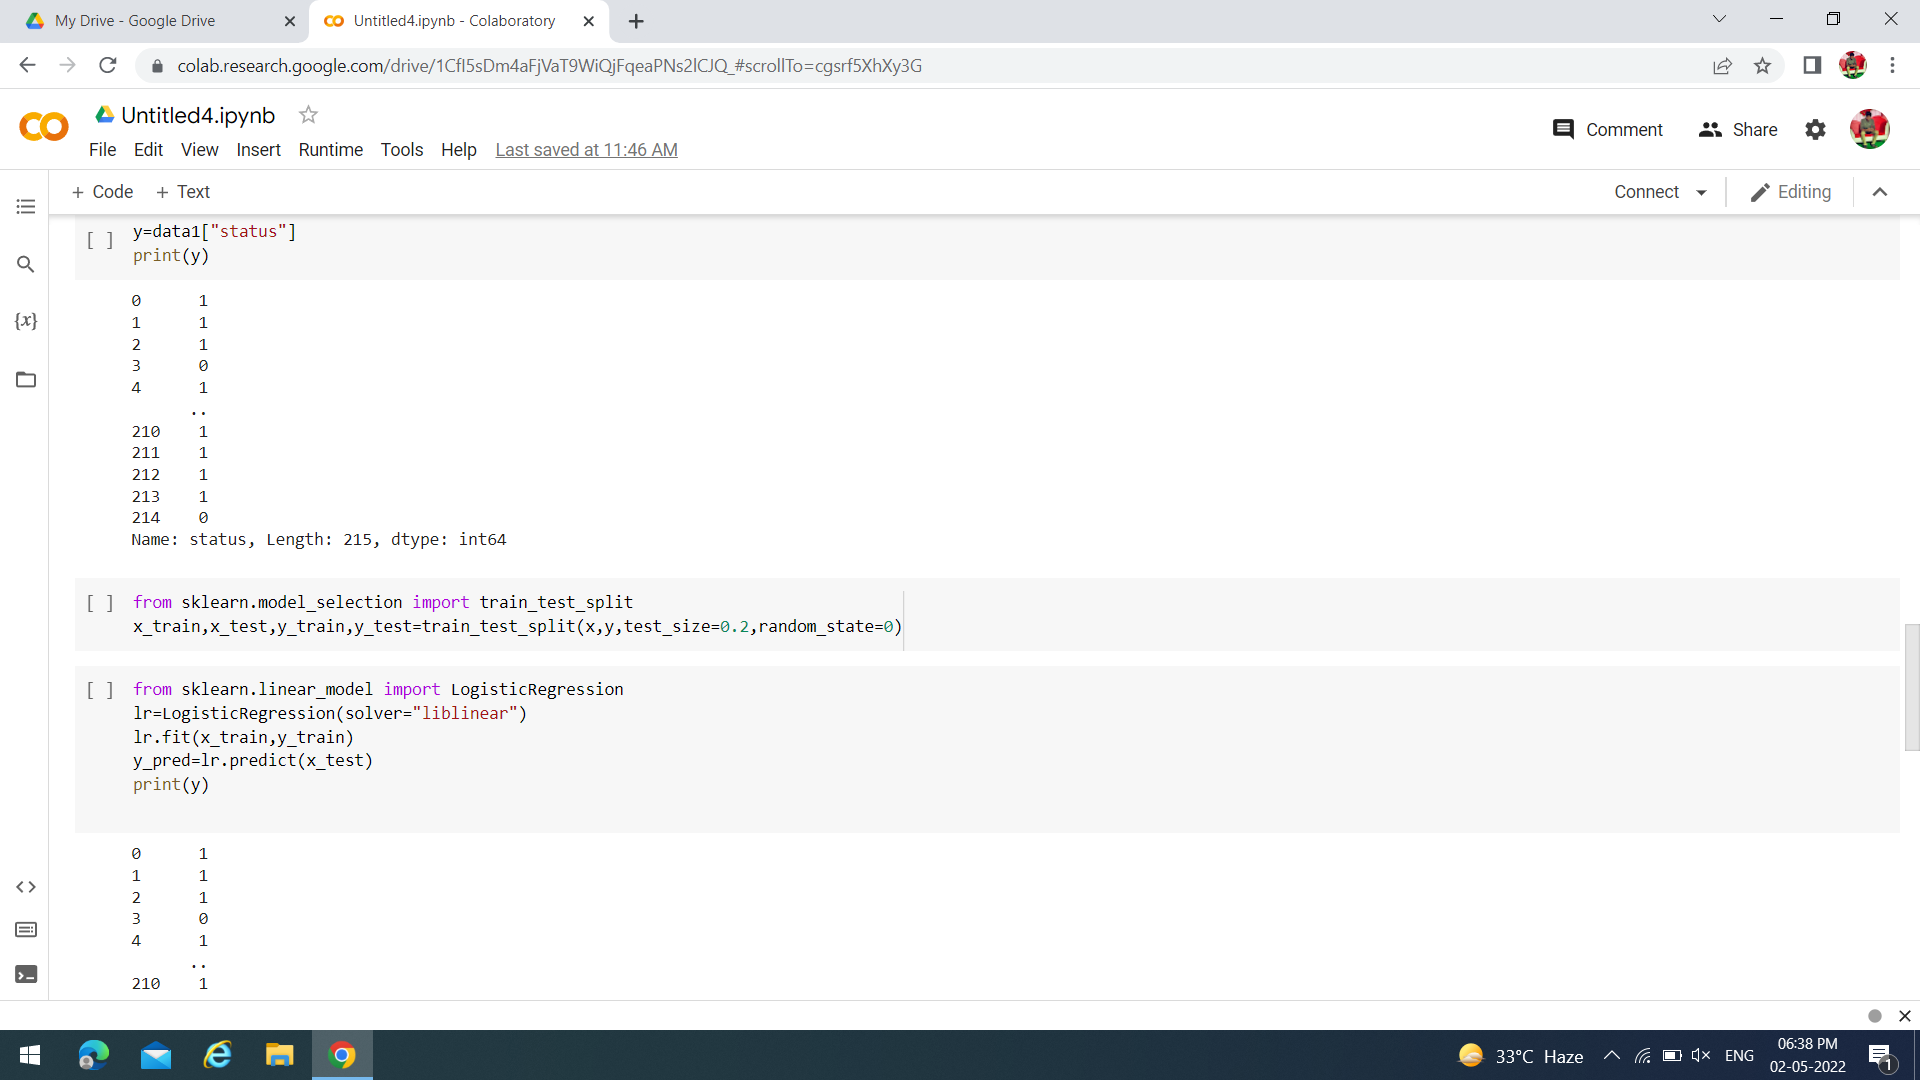 My Drive - Google Drive
Untitled4.ipynb - Colaboratory
colab.research.google.com/drive/1CfI5sDm4aFjVaT9WiQjFqeaPNs2lCJQ_#scrollTo=cgsrf5XhXy3G
Untitled4.ipynb
Comment
Share
File Edit View Insert Runtime Tools Help Last saved at 11:46 AM
+ Code + Text
Connect
Editing
{x}
[ ] y=data1["status"]
print(y)
0 1
1 1
2 1
3 0
4 1
..
210 1
211 1
212 1
213 1
214 0
Name: status, Length: 215, dtype: int64
[ ] from sklearn.model_selection import train_test_split
x_train,x_test,y_train,y_test=train_test_split(x,y,test_size=0.2,random_state=0)
[ ] from sklearn.linear_model import LogisticRegression
lr=LogisticRegression(solver="liblinear")
lr.fit(x_train,y_train)
y_pred=lr.predict(x_test)
print(y)
0 1
1 1
2 1
3 0
4 1
..
210 1
33°C Haze
ENG
06:38 PM
02-05-2022
1